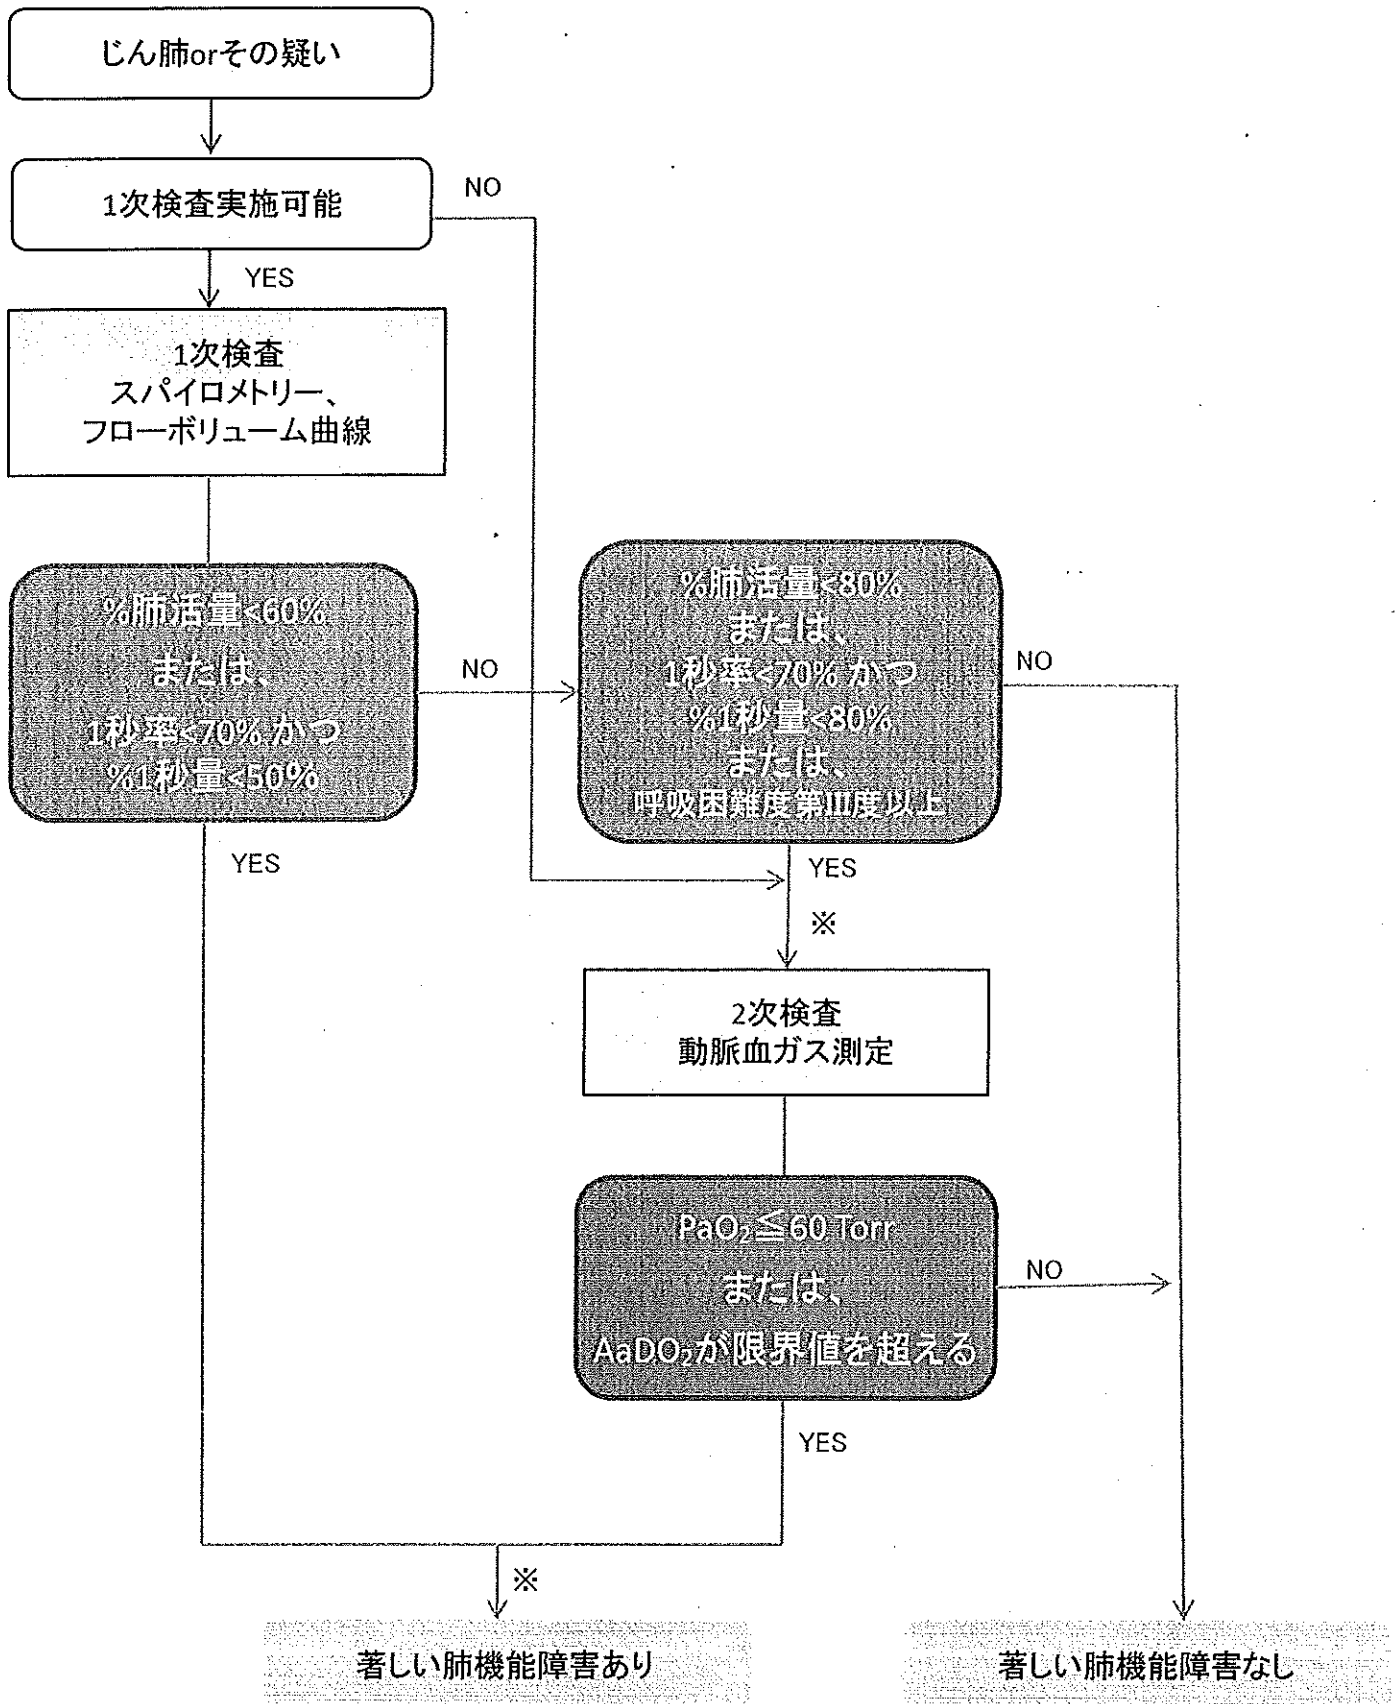 じん肺orその疑い
1次検査実施可能
NO
YES
1次検査
スパイロメトリー、
フローボリューム曲線
%肺活量<60%
または、
1秒率<70% かつ
%1秒量<50%
NO
YES
%肺活量<80%
または、
1秒率<70% かつ
%1秒量<80%
または、
呼吸困難度第III度以上
NO
YES
※
2次検査
動脈血ガス測定
PaO₂≦60 Torr
または、
AaDO₂が限界値を超える
NO
YES
※
著しい肺機能障害あり
著しい肺機能障害なし